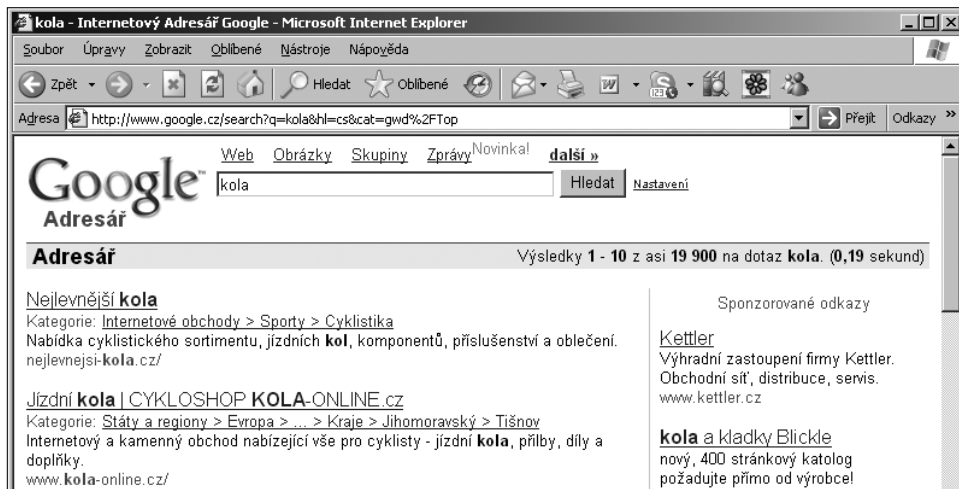 kola - Internetový Adresář Google - Microsoft Internet Explorer
Soubor Úpravy Zobrazit Oblíbené Nástroje Nápověda
Zpět Hledat Oblíbené
Adresa http://www.google.cz/search?q=kola&hl=cs&cat=gwd%2FTop Přejít Odkazy »
Web Obrázky Skupiny Zprávy Novinka! další »
Google™
kola Hledat Nastavení
Adresář
Adresář Výsledky 1 - 10 z asi 19 900 na dotaz kola. (0,19 sekund)
Nejlevnější kola
Kategorie: Internetové obchody > Sporty > Cyklistika
Nabídka cyklistického sortimentu, jízdních kol, komponentů, příslušenství a oblečení.
nejlevnejsi-kola.cz/
Jízdní kola | CYKLOSHOP KOLA-ONLINE.cz
Kategorie: Státy a regiony > Evropa > ... > Kraje > Jihomoravský > Tišnov
Internetový a kamenný obchod nabízející vše pro cyklisty - jízdní kola, přilby, díly a
doplňky.
www.kola-online.cz/
Sponzorované odkazy
Kettler
Výhradní zastoupení firmy Kettler.
Obchodní síť, distribuce, servis.
www.kettler.cz
kola a kladky Blickle
nový, 400 stránkový katalog
požadujte přímo od výrobce!